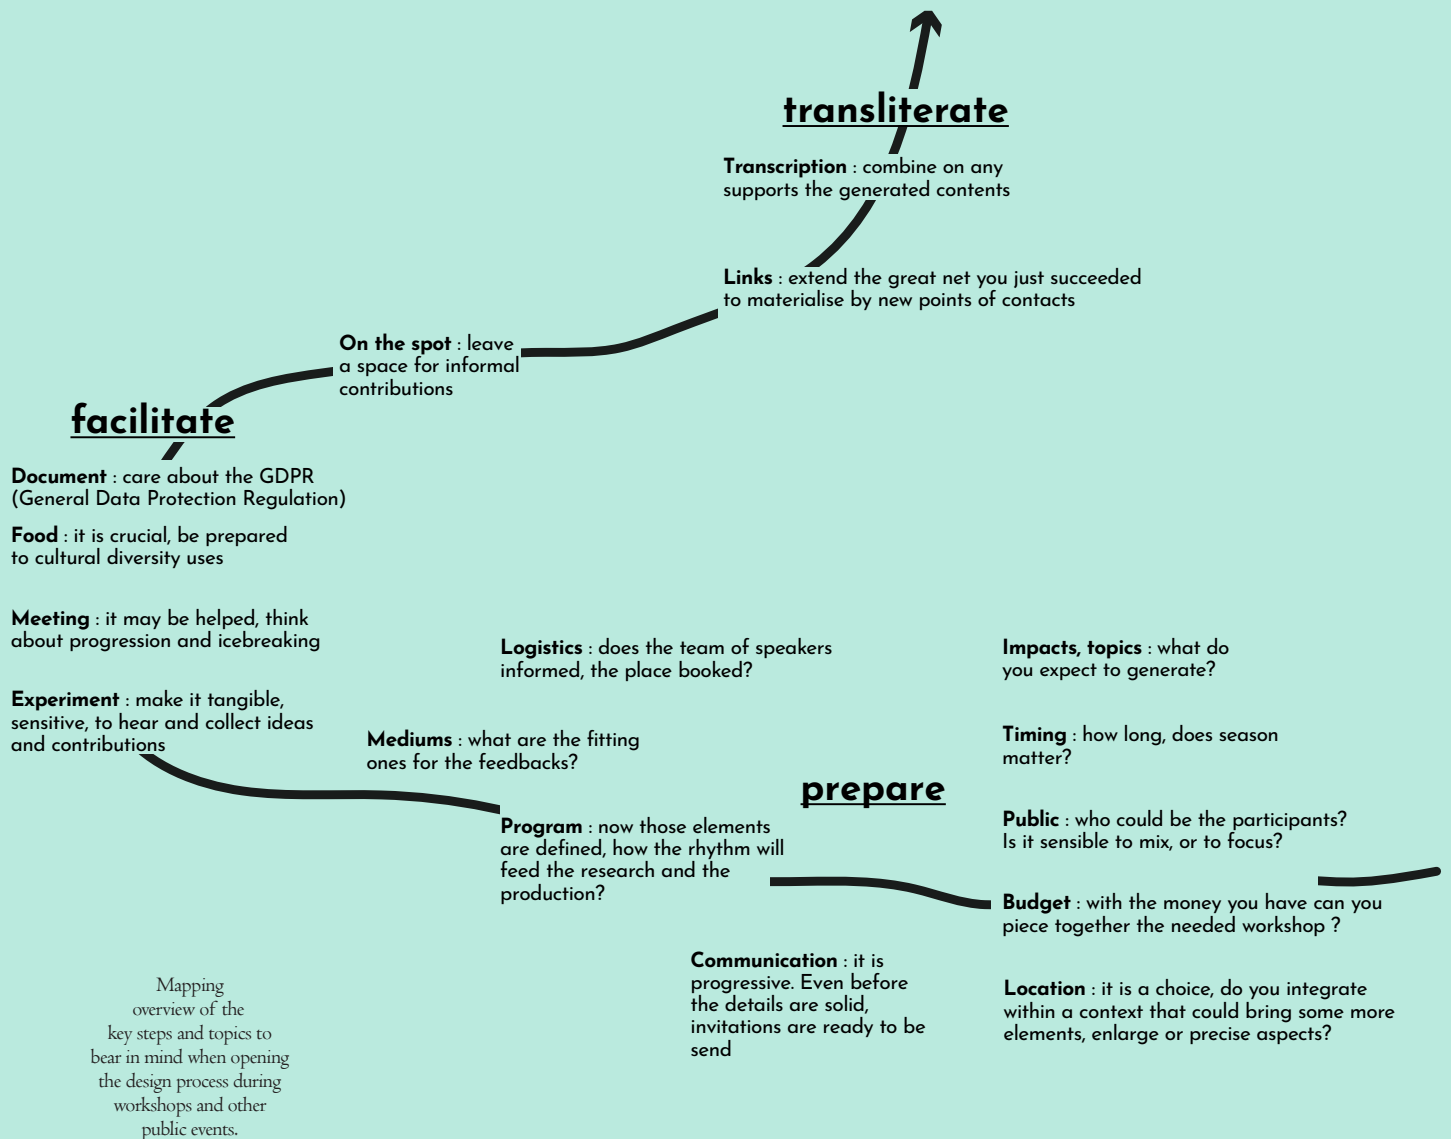 transliterate
Transcription : combine on any
supports the generated contents
Links : extend the great net you just succeeded
to materialise by new points of contacts
On the spot : leave
a space for informal
contributions
facilitate
Document : care about the GDPR
(General Data Protection Regulation)
Food : it is crucial, be prepared
to cultural diversity uses
Meeting : it may be helped, think
about progression and icebreaking
Experiment : make it tangible,
sensitive, to hear and collect ideas
and contributions
Logistics : does the team of speakers
informed, the place booked?
Mediums : what are the fitting
ones for the feedbacks?
Program : now those elements
are defined, how the rhythm will
feed the research and the
production?
prepare
Communication : it is
progressive. Even before
the details are solid,
invitations are ready to be
send
Impacts, topics : what do
you expect to generate?
Timing : how long, does season
matter?
Public : who could be the participants?
Is it sensible to mix, or to focus?
Budget : with the money you have can you
piece together the needed workshop ?
Location : it is a choice, do you integrate
within a context that could bring some more
elements, enlarge or precise aspects?
Mapping
overview of the
key steps and topics to
bear in mind when opening
the design process during
workshops and other
public events.